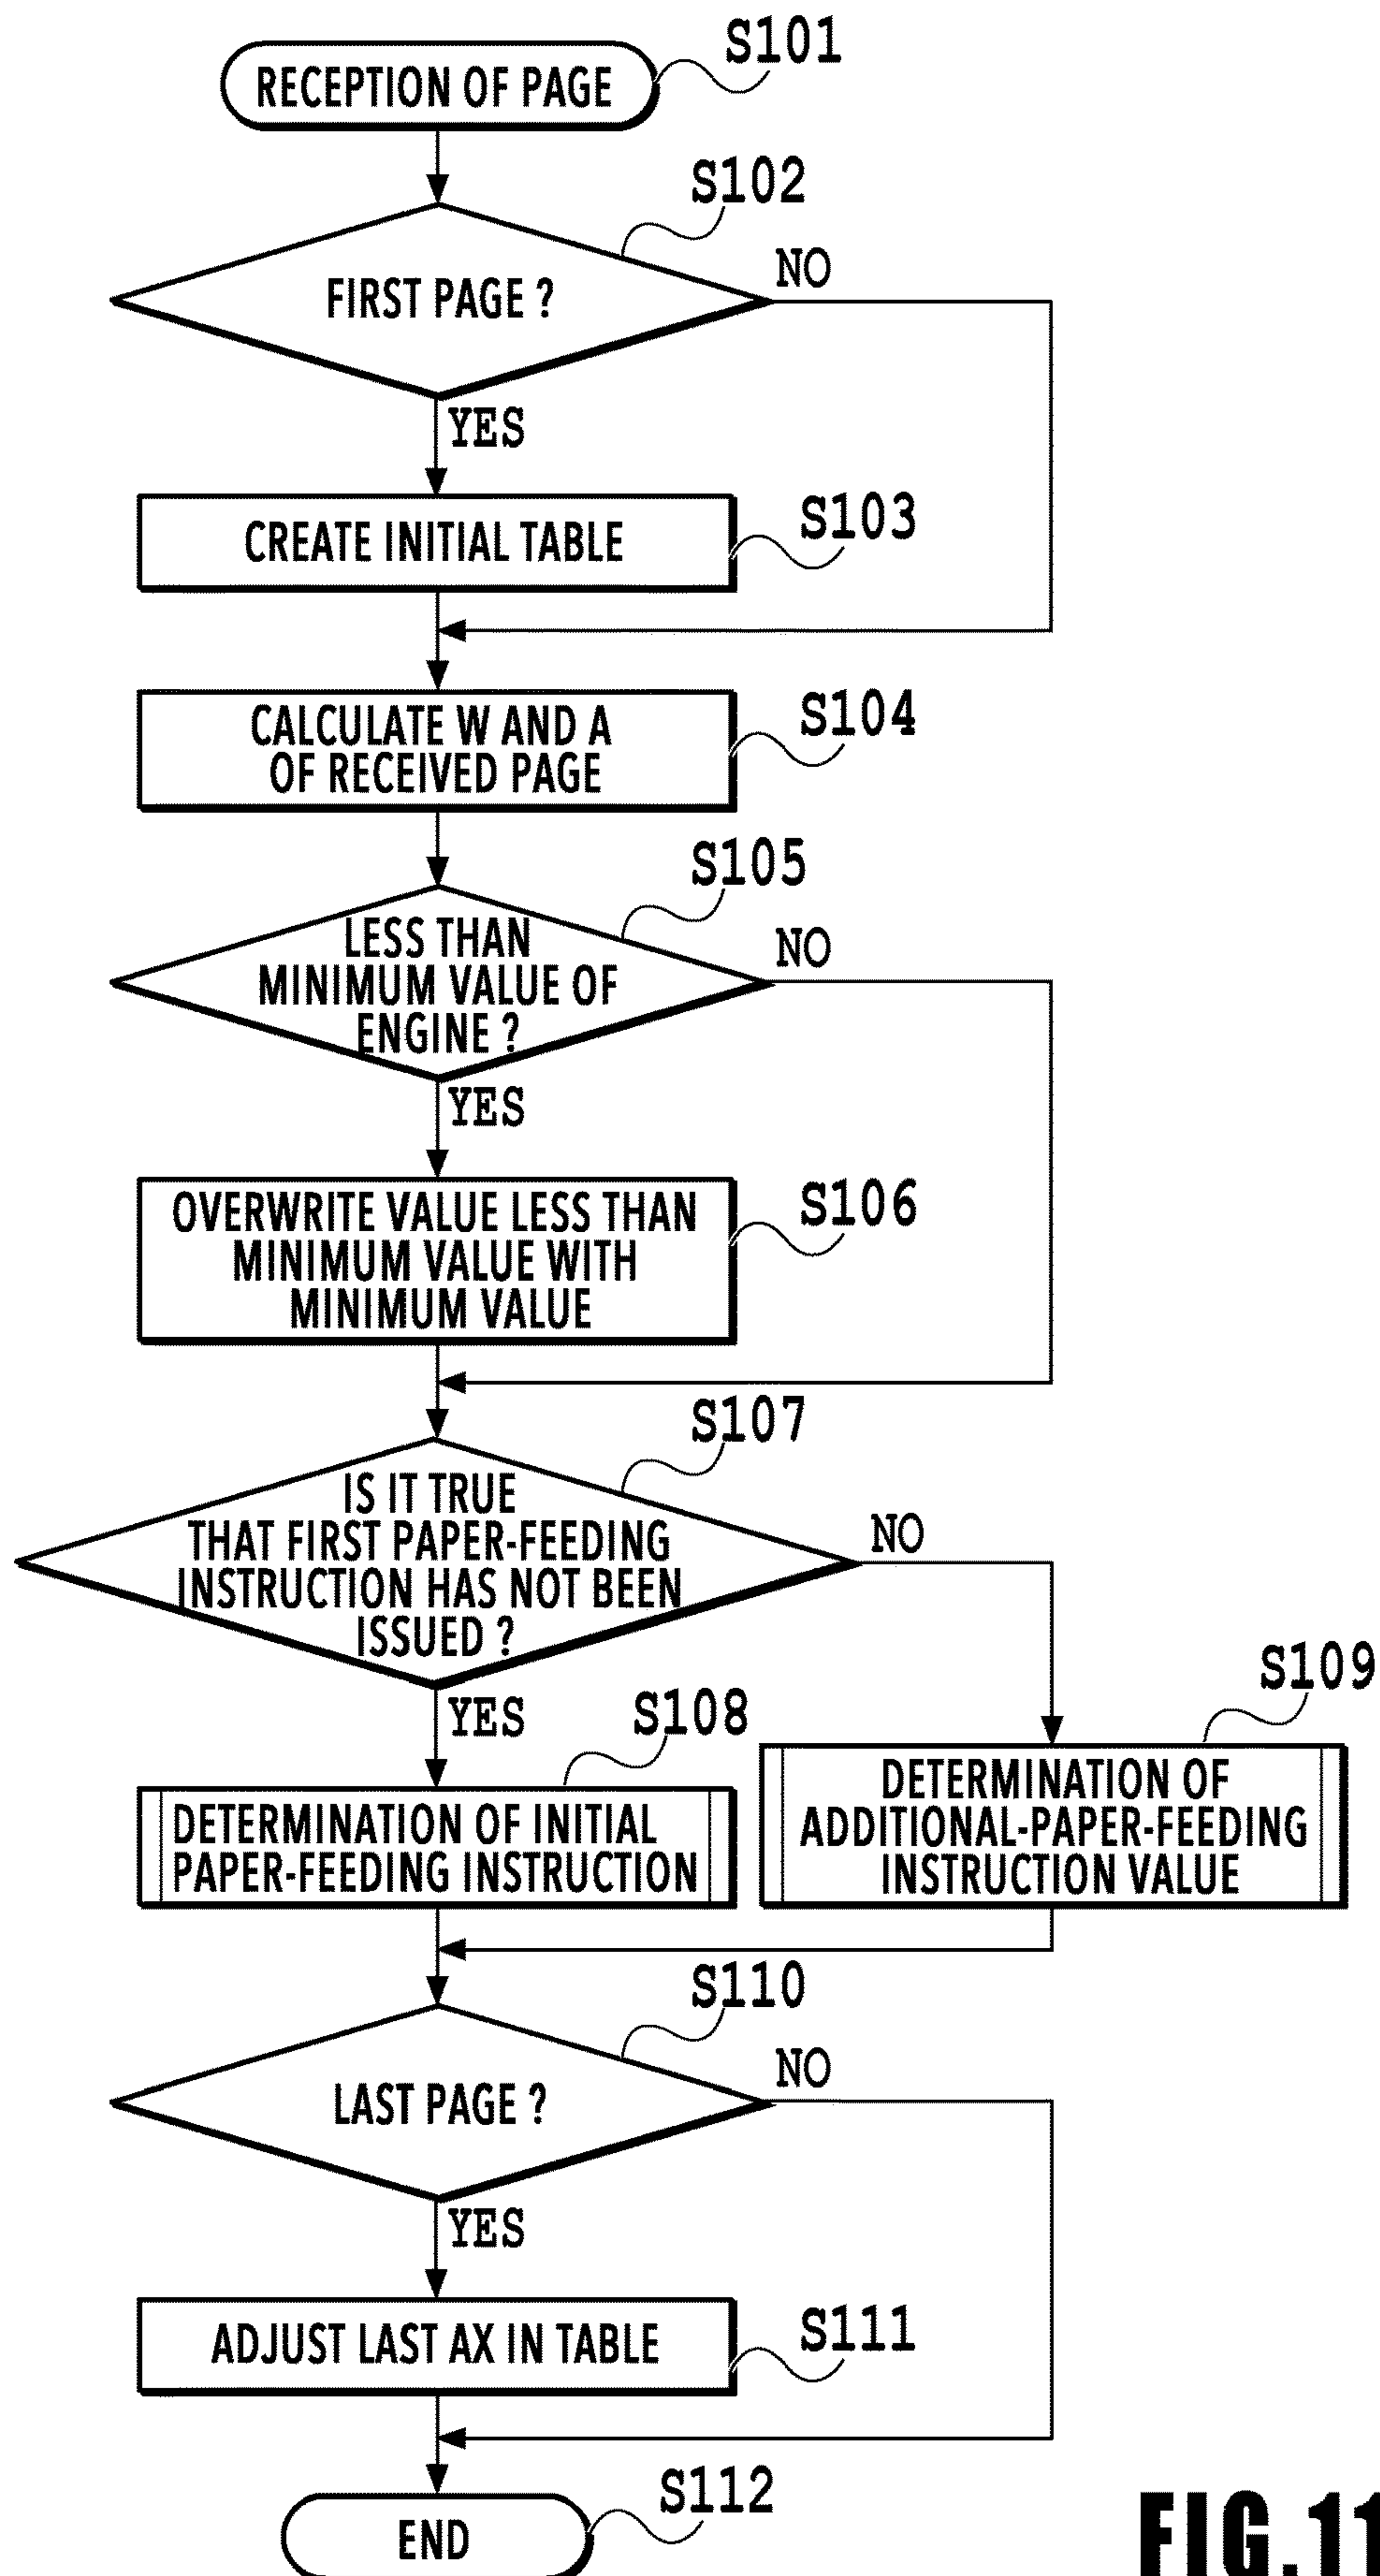 S101
RECEPTION OF PAGE
S102
FIRST PAGE ?
NO
YES
CREATE INITIAL TABLE
S103
CALCULATE W AND A
OF RECEIVED PAGE
S104
S105
LESS THAN
MINIMUM VALUE OF
ENGINE ?
NO
YES
OVERWRITE VALUE LESS THAN
MINIMUM VALUE WITH
MINIMUM VALUE
S106
S107
IS IT TRUE
THAT FIRST PAPER-FEEDING
INSTRUCTION HAS NOT BEEN
ISSUED ?
NO
YES
S108
DETERMINATION OF INITIAL
PAPER-FEEDING INSTRUCTION
S109
DETERMINATION OF
ADDITIONAL-PAPER-FEEDING
INSTRUCTION VALUE
S110
LAST PAGE ?
NO
YES
ADJUST LAST AX IN TABLE
S111
S112
END
FIG.11